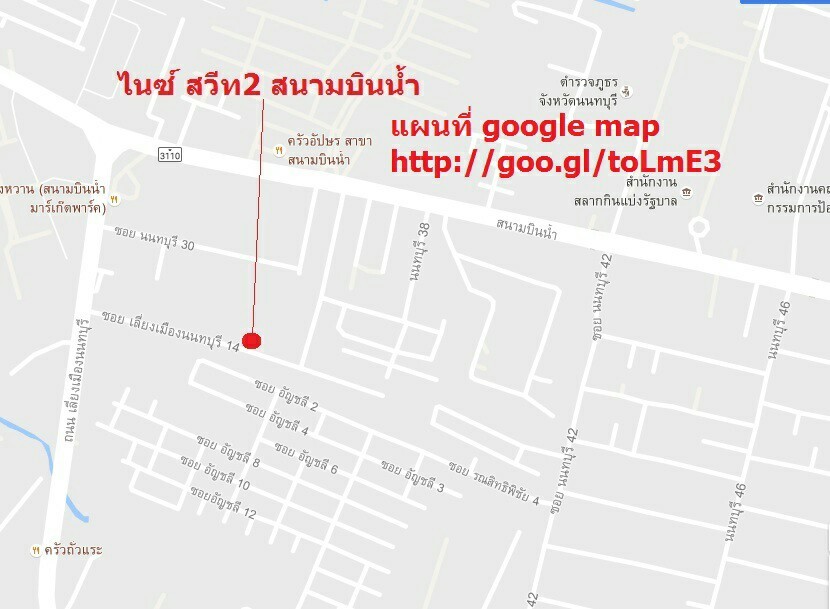 ไนซ์ สวีท2 สนามบินน้ำ
ตำรวจภูธร
จังหวัดนนทบุรี
แผนที่ google map
http://goo.gl/toLmE3
ครัวอัปษร สาขา
สนามบินน้ำ
3110
สำนักงาน
สลากกินแบ่งรัฐบาล
สำนักงานคณ
กรรมการป้อ
งหวาน (สนามบินน้ำ
มาร์เก๊ตพาร์ค)
ซอย นนทบุรี 30
นนทบุรี 38
สนามบินน้ำ
ซอย นนทบุรี 42
นนทบุรี 46
ซอย เลี่ยงเมืองนนทบุรี 14
ถนน เลี่ยงเมืองนนทบุรี
ซอย อัญชลี 2
ซอย อัญชลี 4
ซอย อัญชลี 6
ซอย อัญชลี 8
ซอย อัญชลี 10
ซอยอัญชลี 12
ซอย อัญชลี 3
ซอย รณสิทธิพิชัย 4
ซอย นนทบุรี 42
นนทบุรี 46
ครัวถั่วแระ
42